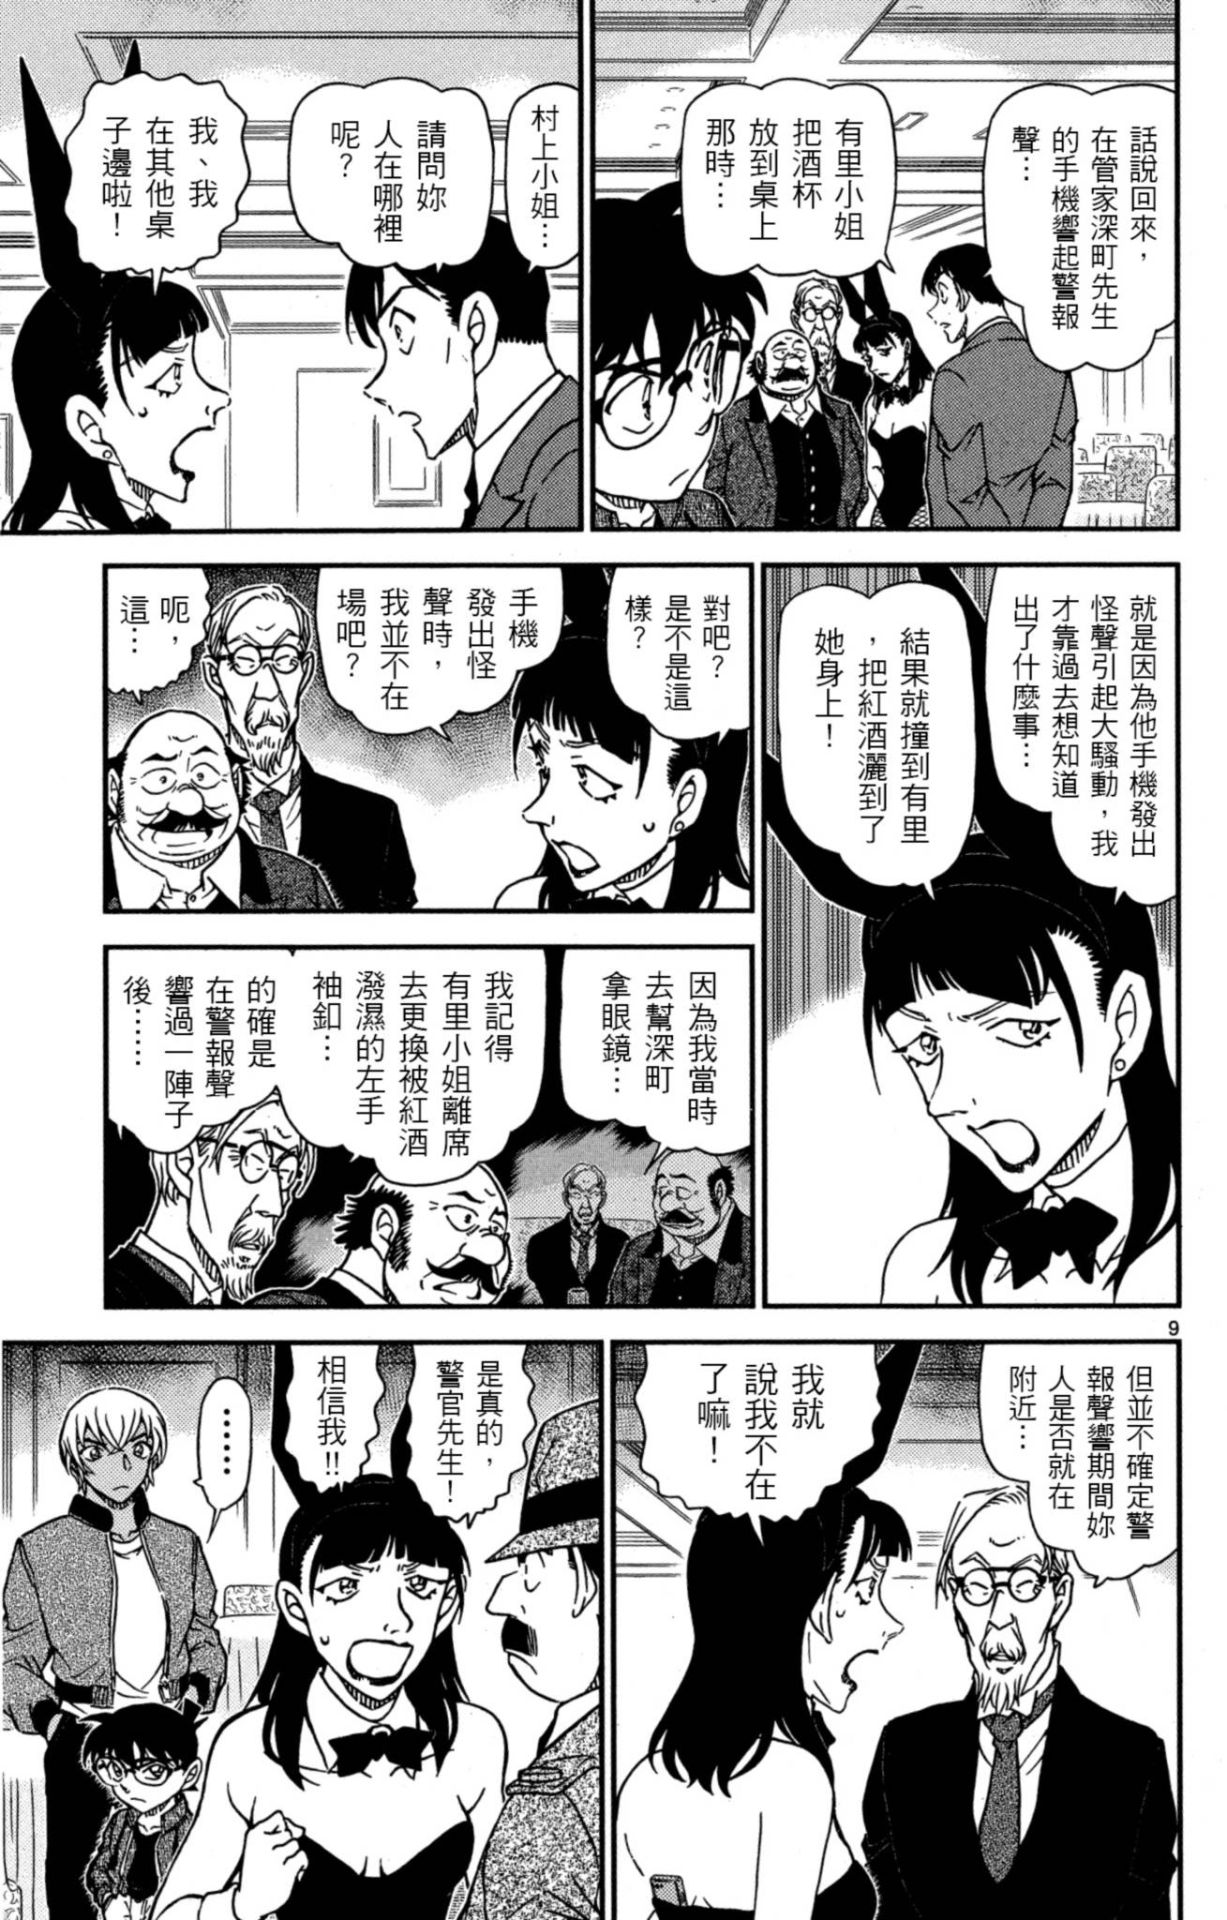 話說回來，
在管家深町先生
的手機響起警報
聲…
有里小姐
把酒杯
放到桌上
那時…
村上小姐…
請問妳
人在哪裡
呢？
我、我
在其他桌
子邊啦！
就是因為他手機發出
怪聲引起大騷動，我
才靠過去想知道
出了什麼事…
結果就撞到有里
，把紅酒灑到了
她身上！
對吧？
是不是這
樣？
手機
發出怪
聲時，
我並不在
場吧？
呃，
這…
因為我當時
去幫深町
拿眼鏡…
我記得
有里小姐離席
去更換被紅酒
潑濕的左手
袖釦…
的確是
在警報聲
響過一陣子
後……
9
但並不確定警
報聲響期間妳
人是否就在
附近…
我就
說我不在
了嘛！
是真的，
警官先生！
相信我!!
……